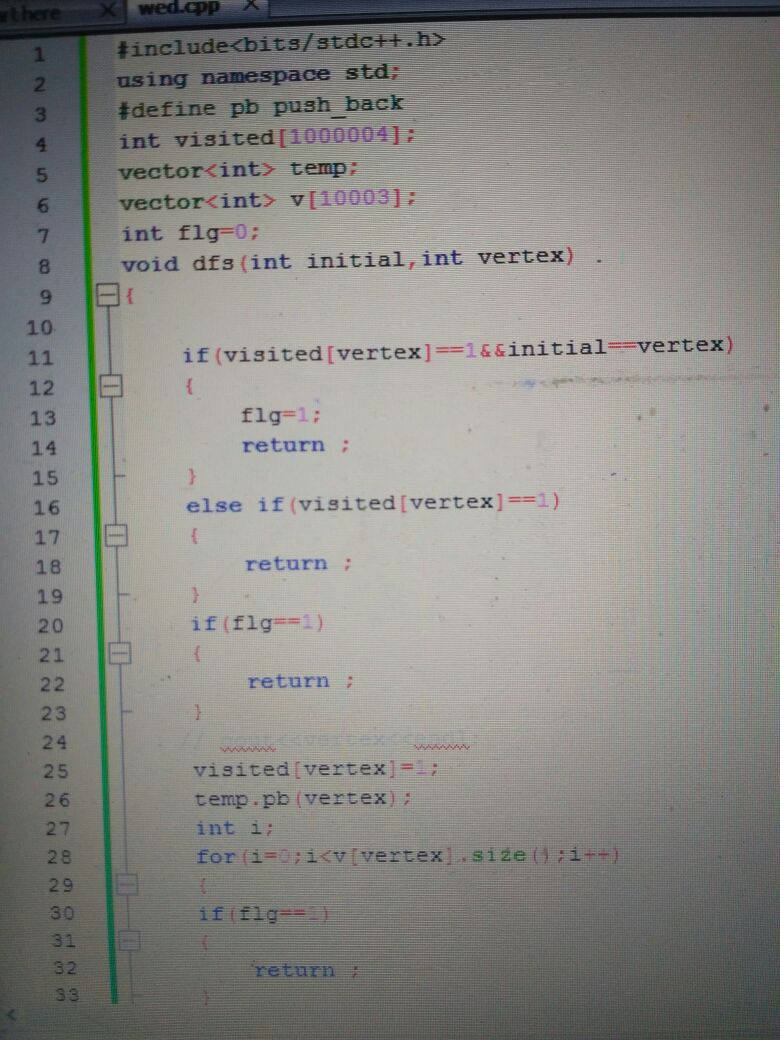 rt here
wed.cpp
1 #include<bits/stdc++.h>
2 using namespace std;
3 #define pb push_back
4 int visited[1000004];
5 vector<int> temp;
6 vector<int> v[10003];
7 int flg=0;
8 void dfs(int initial,int vertex)
9 {
10
11 if(visited[vertex]==1&&initial==vertex)
12 {
13 flg=1;
14 return ;
15 }
16 else if(visited[vertex]==1)
17 {
18 return ;
19 }
20 if(flg==1)
21 {
22 return ;
23 }
24 // cout<<vertex<<endl;
25 visited[vertex]=1;
26 temp.pb(vertex);
27 int i;
28 for(i=0;i<v[vertex].size();i++)
29 {
30 if(flg==1)
31 {
32 return ;
33 }